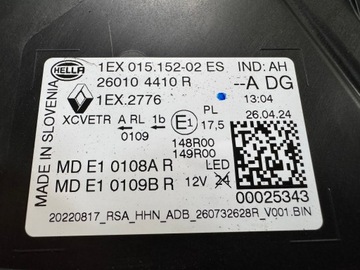 HELLA
1EX 015.152-02 ES IND: AH
26010 4410 R --A DG
1EX.2776 13:04
PL 26.04.24
XCVETR A RL 1b E1 17,5
0109
148R00
149R00
MADE IN SLOVENIA
MD E1 0108A R LED
MD E1 0109B R 12V 24
00025343
20220817_RSA_HHN_ADB_260732628R_V001.BIN